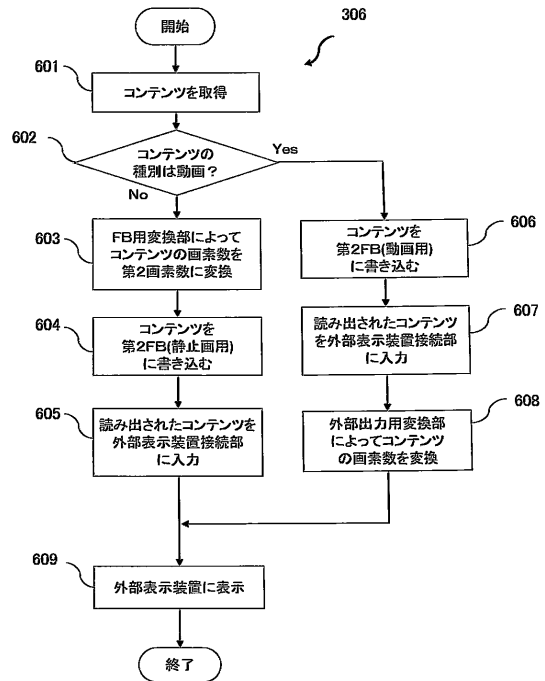 開始
306
601
コンテンツを取得
602
コンテンツの
種別は動画?
Yes
No
603
FB用変換部によって
コンテンツの画素数を
第2画素数に変換
604
コンテンツを
第2FB(静止画用)
に書き込む
605
読み出されたコンテンツを
外部表示装置接続部
に入力
606
コンテンツを
第2FB(動画用)
に書き込む
607
読み出されたコンテンツ
を外部表示装置接続部
に入力
608
外部出力用変換部
によってコンテンツ
の画素数を変換
609
外部表示装置に表示
終了